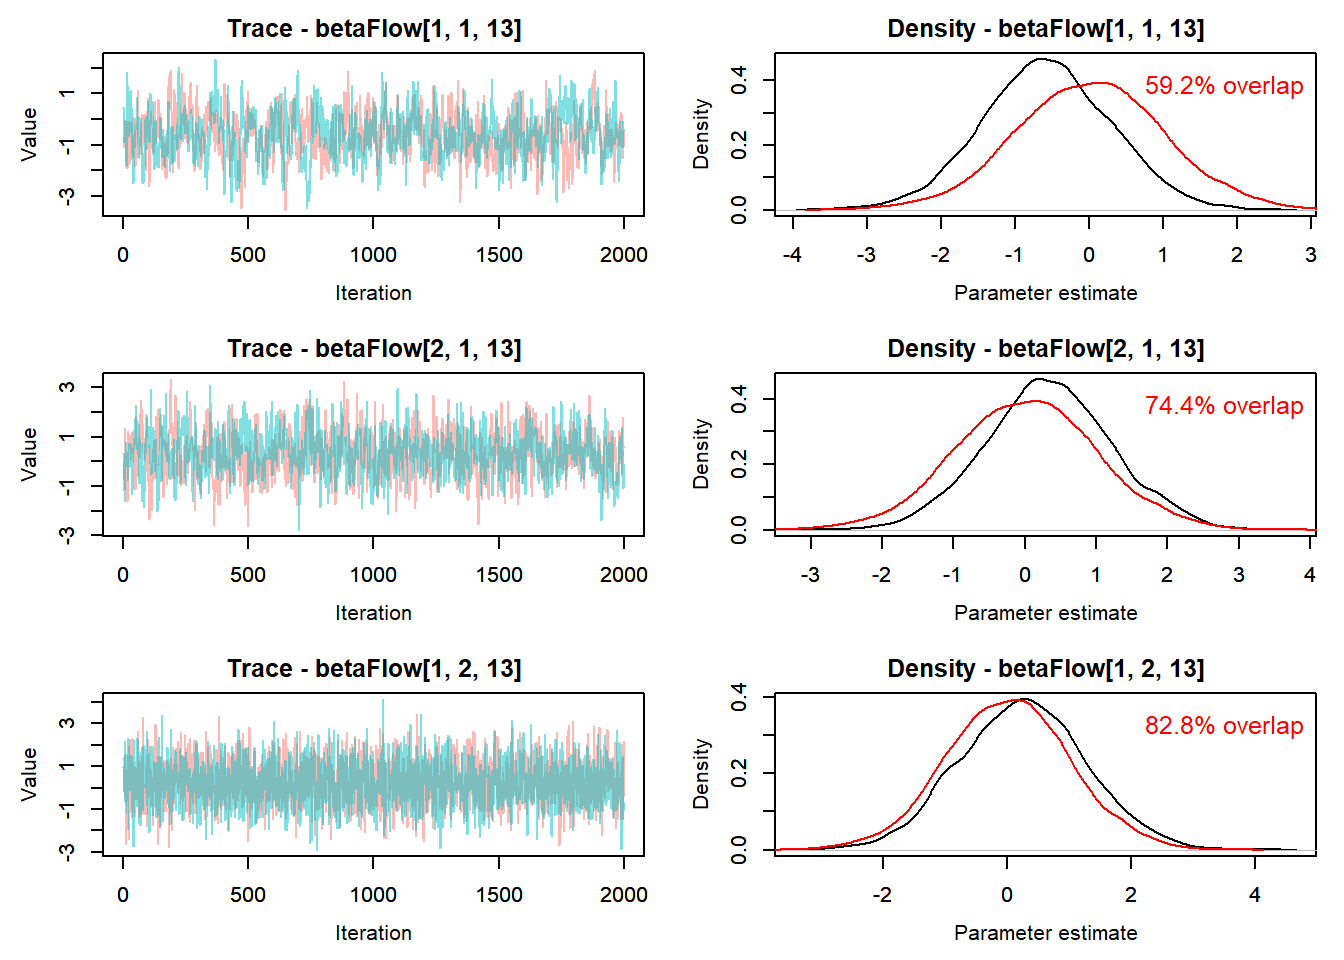 Trace - betaFlow[1, 1, 13]
Value
-3
-1
1
0
500
1000
1500
2000
Iteration
Density - betaFlow[1, 1, 13]
59.2% overlap
Density
0.0
0.2
0.4
-4
-3
-2
-1
0
1
2
3
Parameter estimate
Trace - betaFlow[2, 1, 13]
Value
-3
-1
1
3
0
500
1000
1500
2000
Iteration
Density - betaFlow[2, 1, 13]
74.4% overlap
Density
0.0
0.2
0.4
-3
-2
-1
0
1
2
3
4
Parameter estimate
Trace - betaFlow[1, 2, 13]
Value
-3
-1
1
3
0
500
1000
1500
2000
Iteration
Density - betaFlow[1, 2, 13]
82.8% overlap
Density
0.0
0.2
0.4
-2
0
2
4
Parameter estimate